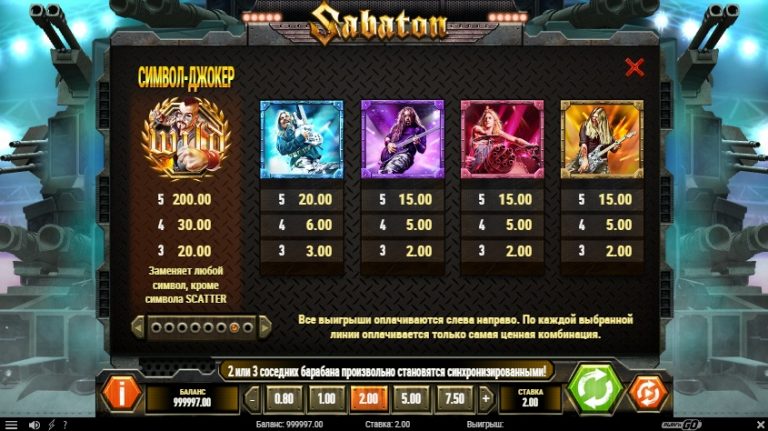 Sabaton
СИМВОЛ-ДЖОКЕР
WILD
5 200.00
4 30.00
3 20.00
Заменяет любой
символ, кроме
символа SCATTER
5 20.00
4 6.00
3 3.00
5 15.00
4 5.00
3 2.00
5 15.00
4 5.00
3 2.00
5 15.00
4 5.00
3 2.00
Все выигрыши оплачиваются слева направо. По каждой выбранной
линии оплачивается только самая ценная комбинация.
2 или 3 соседних барабана произвольно становятся синхронизированными!
i
БАЛАНС
999997.00
- 0.80 1.00 2.00 5.00 7.50 +
СТАВКА
2.00
? Баланс: 999997.00 Ставка: 2.00 Выигрыш: PLAY'N GO